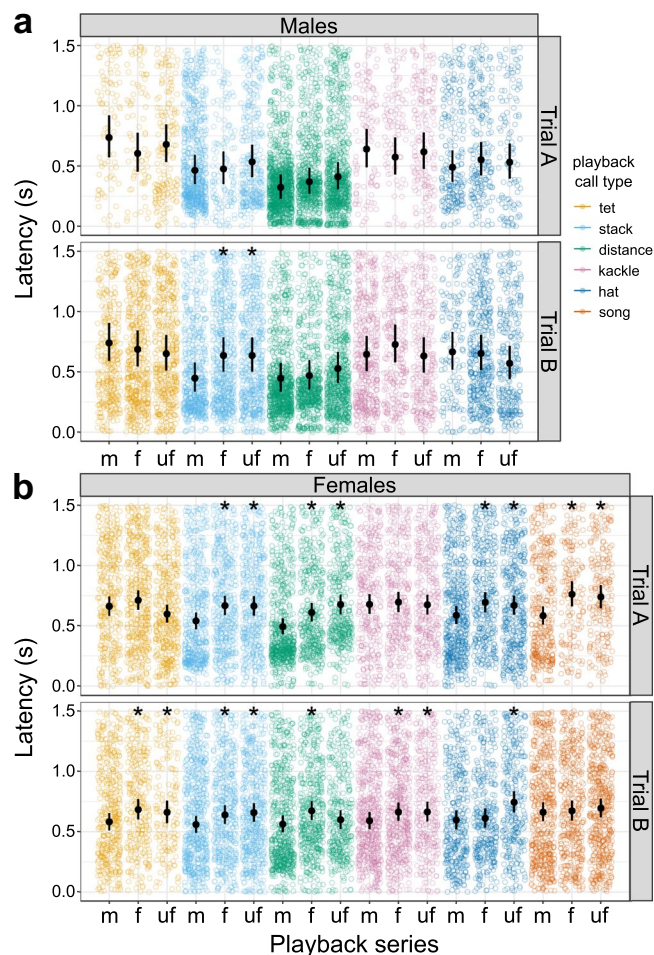 a
Males
1.5
1.0
0.5
0.0
Trial A
* *
1.5
1.0
0.5
0.0
Trial B
Latency (s)
Latency (s)
m f uf m f uf m f uf m f uf m f uf
playback
call type
tet
stack
distance
kackle
hat
song
b
Females
* * * * * * * *
1.5
1.0
0.5
0.0
Trial A
* * * * * * * *
1.5
1.0
0.5
0.0
Trial B
Latency (s)
Latency (s)
m f uf m f uf m f uf m f uf m f uf m f uf
Playback series